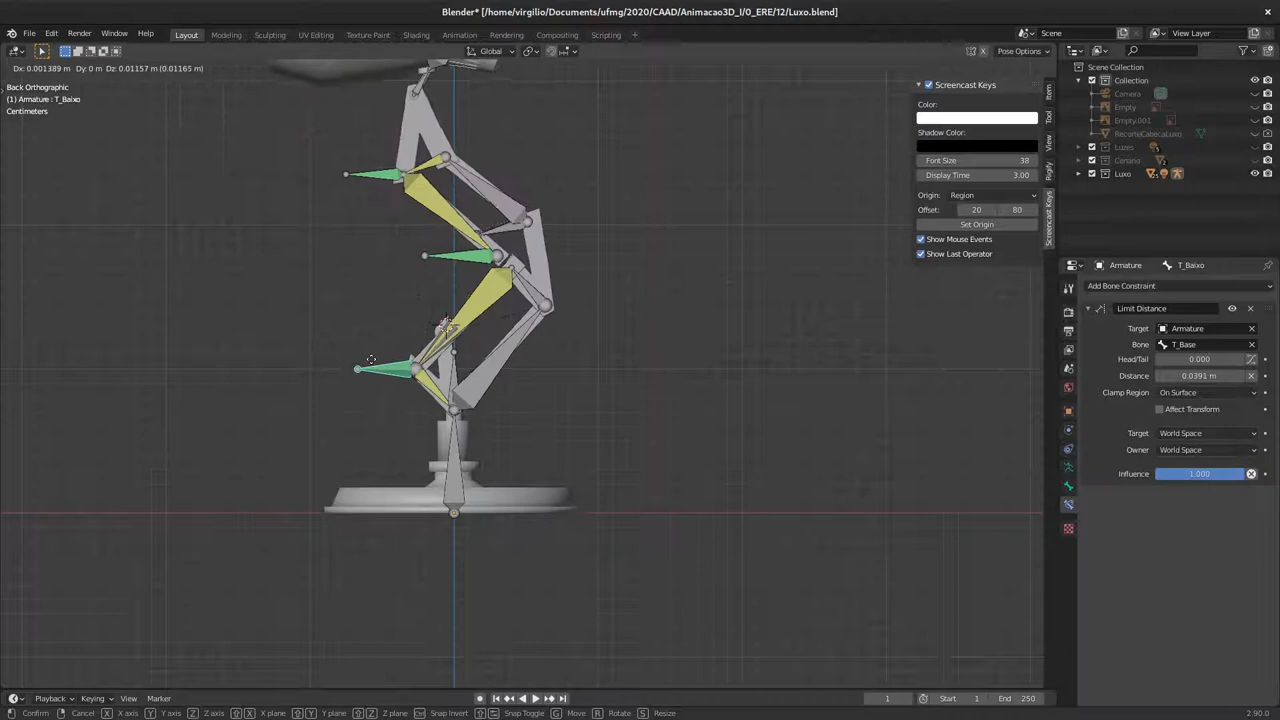 Blender* [/home/virgilio/Documents/ufmg/2020/CAAD/Animacao3D_I/0_ERE/12/Luxo.blend]
File Edit Render Window Help Layout Modeling Sculpting UV Editing Texture Paint Shading Animation Rendering Compositing Scripting + Scene View Layer
Global Pose Options
Dx: 0.001389 m Dy: 0 m Dz: 0.01157 m (0.01165 m)
Back Orthographic
(1) Armature : T_Baixo
Centimeters
Screencast Keys
Color:
Shadow Color:
Font Size 38
Display Time 3.00
Origin: Region
Offset: 20 80
Set Origin
Show Mouse Events
Show Last Operator
Item
Tool
View
Rigify
Screencast Keys
Scene Collection
Collection
Camera
Empty
Empty.001
RecorteCabecaLuxo
Luzes
Cenario
Luxo
Armature T_Baixo
Add Bone Constraint
Limit Distance
Target Armature
Bone T_Base
Head/Tail 0.000
Distance 0.0391 m
Clamp Region On Surface
Affect Transform
Target World Space
Owner World Space
Influence 1.000
Playback Keying View Marker 1 Start 1 End 250
Confirm Cancel X X axis Y Y axis Z Z axis X X plane Y Y plane Z Z plane Ctrl Snap Invert Snap Toggle G Move R Rotate S Resize 2.90.0